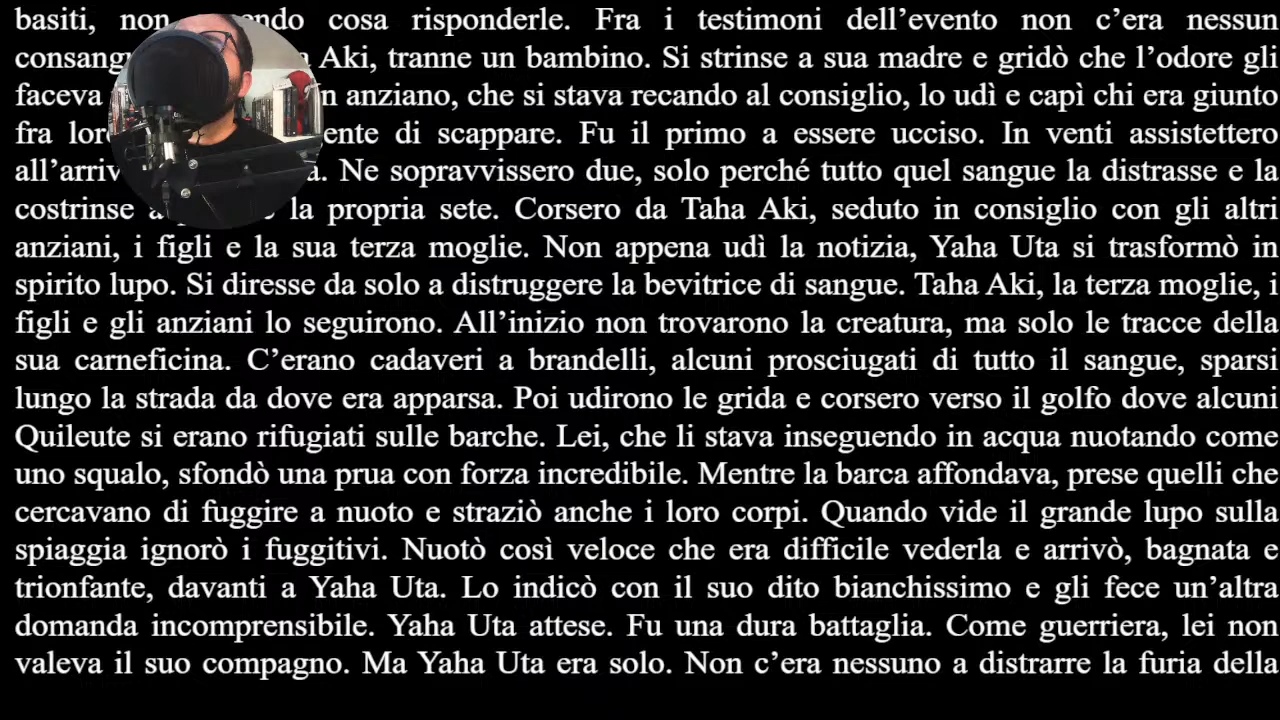 basiti, non endo cosa risponderle. Fra i testimoni dell’evento non c’era nessun
Aki, tranne un bambino. Si strinse a sua madre e gridò che l’odore gli
faceva anziano, che si stava recando al consiglio, lo udì e capì chi era giunto
fra di scappare. Fu il primo a essere ucciso. In venti assistettero
Ne sopravvissero due, solo perché tutto quel sangue la distrasse e la
costrinse la propria sete. Corsero da Taha Aki, seduto in consiglio con gli altri
anziani, i figli e la sua terza moglie. Non appena udì la notizia, Yaha Uta si trasformò in
spirito lupo. Si diresse da solo a distruggere la bevitrice di sangue. Taha Aki, la terza moglie, i
figli e gli anziani lo seguirono. All’inizio non trovarono la creatura, ma solo le tracce della
sua carneficina. C’erano cadaveri a brandelli, alcuni prosciugati di tutto il sangue, sparsi
lungo la strada da dove era apparsa. Poi udirono le grida e corsero verso il golfo dove alcuni
Quileute si erano rifugiati sulle barche. Lei, che li stava inseguendo in acqua nuotando come
uno squalo, sfondò una prua con forza incredibile. Mentre la barca affondava, prese quelli che
cercavano di fuggire a nuoto e straziò anche i loro corpi. Quando vide il grande lupo sulla
spiaggia ignorò i fuggitivi. Nuotò così veloce che era difficile vederla e arrivò, bagnata e
trionfante, davanti a Yaha Uta. Lo indicò con il suo dito bianchissimo e gli fece un’altra
domanda incomprensibile. Yaha Uta attese. Fu una dura battaglia. Come guerriera, lei non
valeva il suo compagno. Ma Yaha Uta era solo. Non c’era nessuno a distrarre la furia della